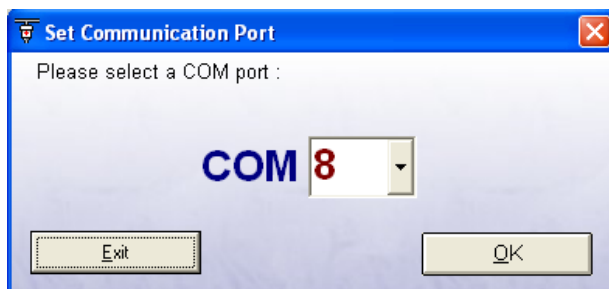 Set Communication Port
Please select a COM port :
COM 8
Exit
OK